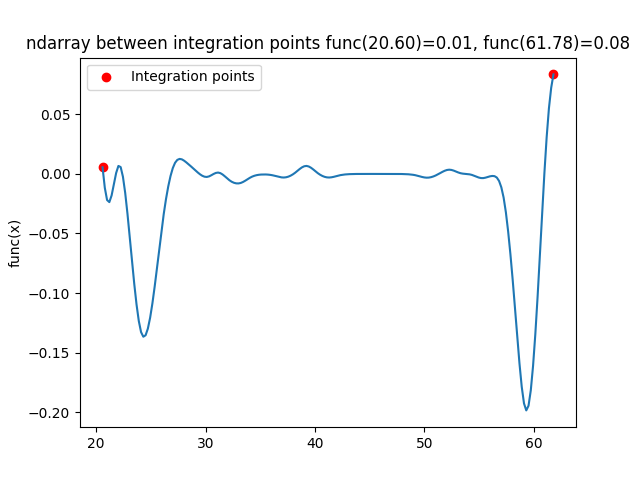 ndarray between integration points func(20.60)=0.01, func(61.78)=0.08
Integration points
func(x)
0.05
0.00
−0.05
−0.10
−0.15
−0.20
20 30 40 50 60